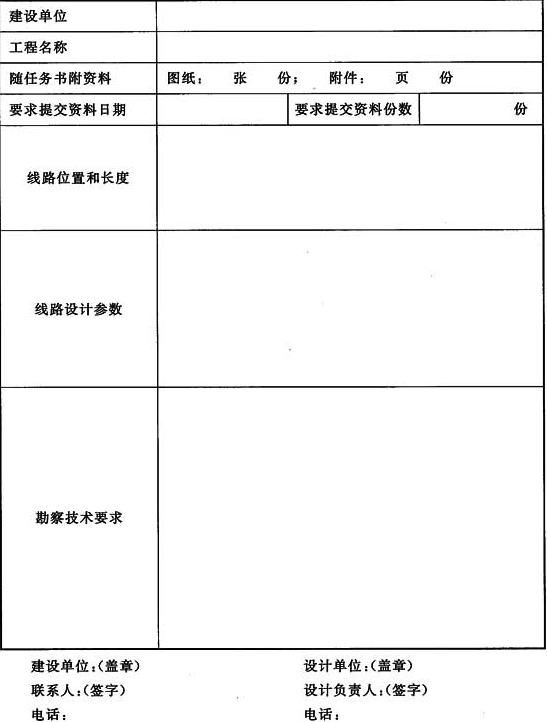 建设单位
工程名称
随任务书附资料 图纸： 张 份； 附件： 页 份
要求提交资料日期 要求提交资料份数 份
线路位置和长度
线路设计参数
勘察技术要求
建设单位：（盖章） 设计单位：（盖章）
联系人：（签字） 设计负责人：（签字）
电话： 电话：